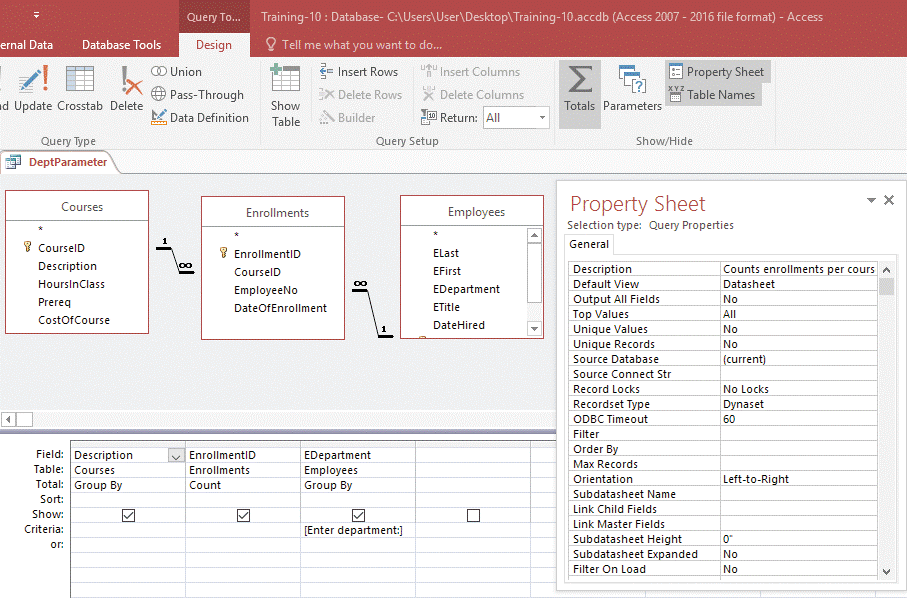 Query To... Training-10 : Database- C:\Users\User\Desktop\Training-10.accdb (Access 2007 - 2016 file format) - Access
ernal Data Database Tools Design Tell me what you want to do...
Union
Pass-Through
Data Definition
d Update Crosstab Delete
Query Type
Show Table
Insert Rows
Delete Rows
Builder
Insert Columns
Delete Columns
Return: All
Query Setup
Totals Parameters
Property Sheet
XYZ Table Names
Show/Hide
DeptParameter
Courses
*
CourseID
Description
HoursInClass
Prereq
CostOfCourse
1 ∞
Enrollments
*
EnrollmentID
CourseID
EmployeeNo
DateOfEnrollment
∞ 1
Employees
*
ELast
EFirst
EDepartment
ETitle
DateHired
Property Sheet
Selection type: Query Properties
General
Description Counts enrollments per cours
Default View Datasheet
Output All Fields No
Top Values All
Unique Values No
Unique Records No
Source Database (current)
Source Connect Str
Record Locks No Locks
Recordset Type Dynaset
ODBC Timeout 60
Filter
Order By
Max Records
Orientation Left-to-Right
Subdatasheet Name
Link Child Fields
Link Master Fields
Subdatasheet Height 0"
Subdatasheet Expanded No
Filter On Load No
Field: Description EnrollmentID EDepartment
Table: Courses Enrollments Employees
Total: Group By Count Group By
Sort:
Show:
Criteria: [Enter department:]
or: